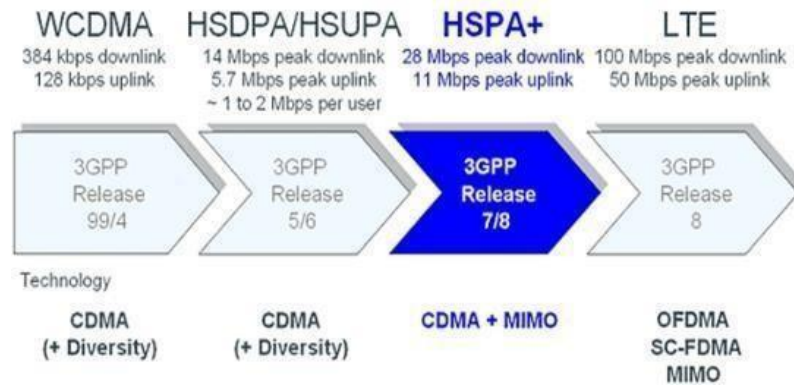 WCDMA
384 kbps downlink
128 kbps uplink
HSDPA/HSUPA
14 Mbps peak downlink
5.7 Mbps peak uplink
~ 1 to 2 Mbps per user
HSPA+
28 Mbps peak downlink
11 Mbps peak uplink
LTE
100 Mbps peak downlink
50 Mbps peak uplink
3GPP
Release
99/4
3GPP
Release
5/6
3GPP
Release
7/8
3GPP
Release
8
Technology
CDMA
(+ Diversity)
CDMA
(+ Diversity)
CDMA + MIMO
OFDMA
SC-FDMA
MIMO